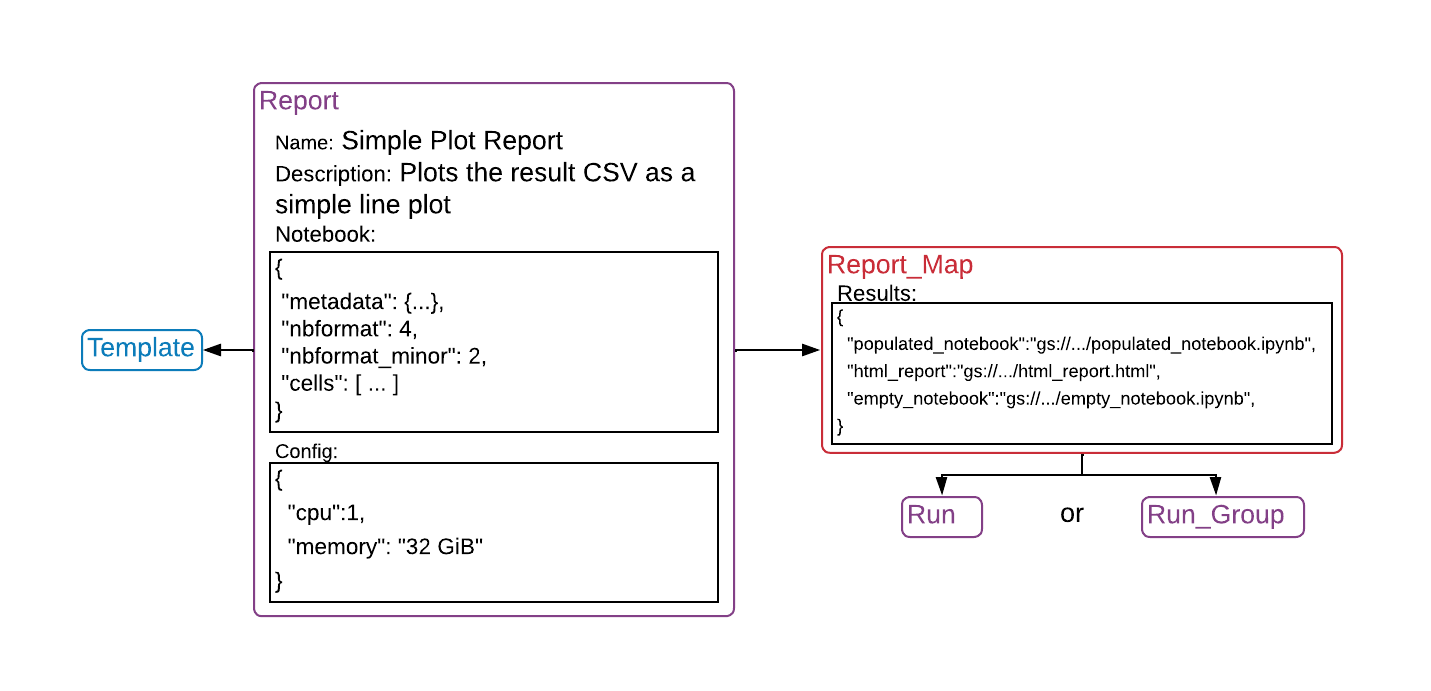 Report
Name: Simple Plot Report
Description: Plots the result CSV as a
simple line plot
Notebook:
{
"metadata": {...},
"nbformat": 4,
"nbformat_minor": 2,
"cells": [ ... ]
}
Config:
{
"cpu":1,
"memory": "32 GiB"
}
Template
Report_Map
Results:
{
"populated_notebook":"gs://.../populated_notebook.ipynb",
"html_report":"gs://.../html_report.html",
"empty_notebook":"gs://.../empty_notebook.ipynb",
}
Run
or
Run_Group